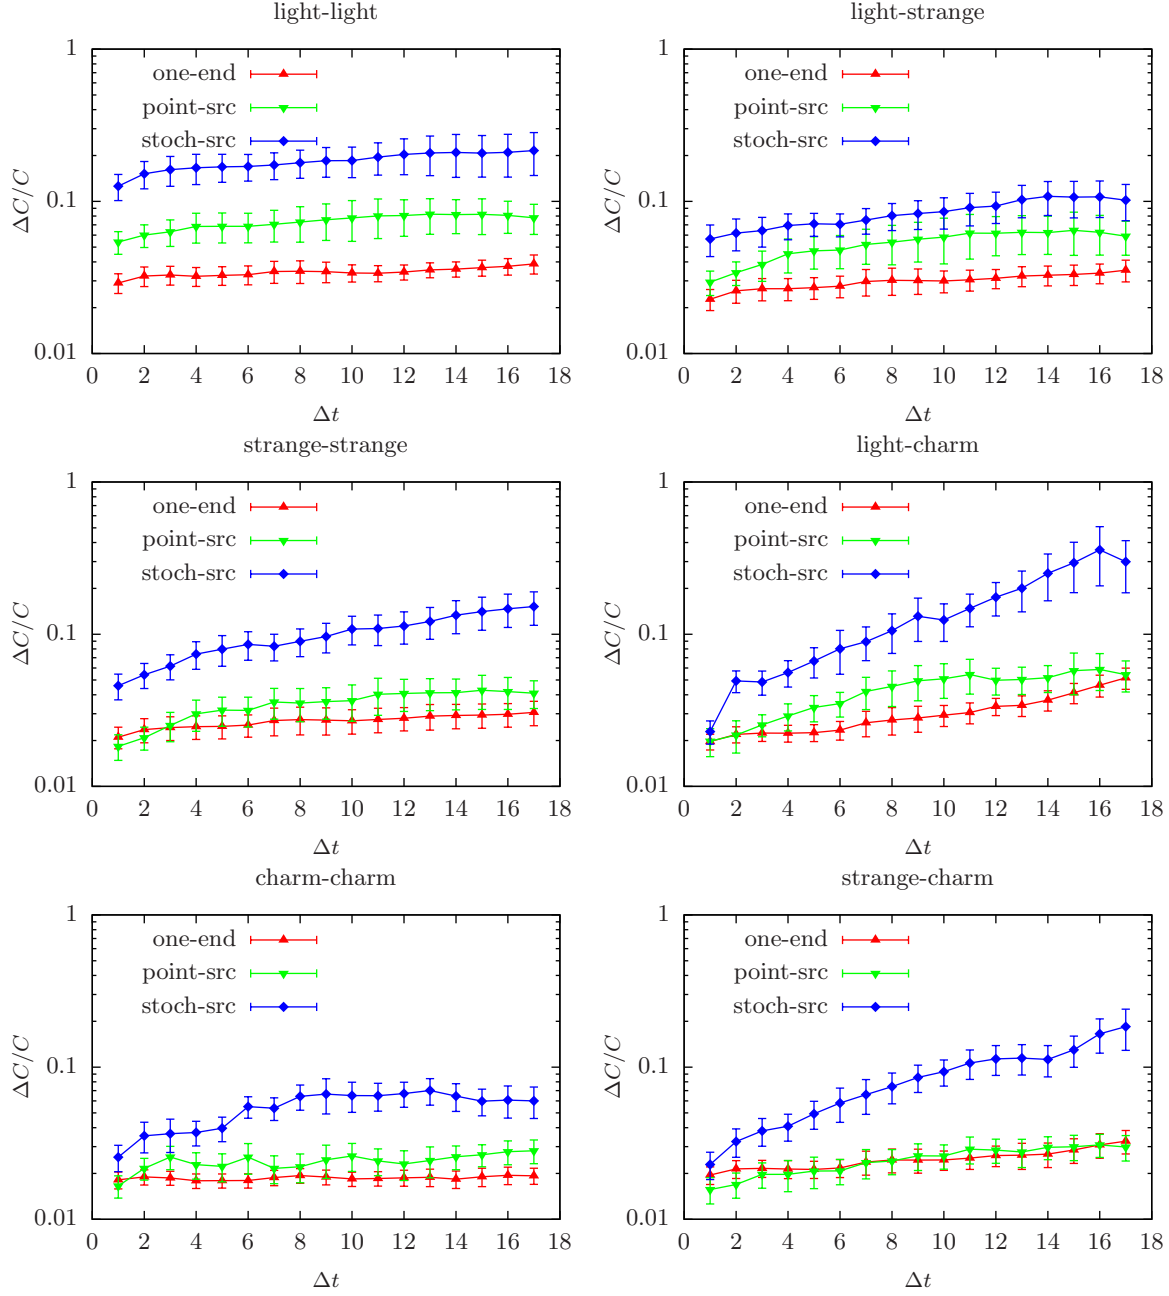 light-light
1
0.1
0.01
ΔC/C
one-end
point-src
stoch-src
0 2 4 6 8 10 12 14 16 18
Δt
light-strange
1
0.1
0.01
ΔC/C
one-end
point-src
stoch-src
0 2 4 6 8 10 12 14 16 18
Δt
strange-strange
1
0.1
0.01
ΔC/C
one-end
point-src
stoch-src
0 2 4 6 8 10 12 14 16 18
Δt
light-charm
1
0.1
0.01
ΔC/C
one-end
point-src
stoch-src
0 2 4 6 8 10 12 14 16 18
Δt
charm-charm
1
0.1
0.01
ΔC/C
one-end
point-src
stoch-src
0 2 4 6 8 10 12 14 16 18
Δt
strange-charm
1
0.1
0.01
ΔC/C
one-end
point-src
stoch-src
0 2 4 6 8 10 12 14 16 18
Δt